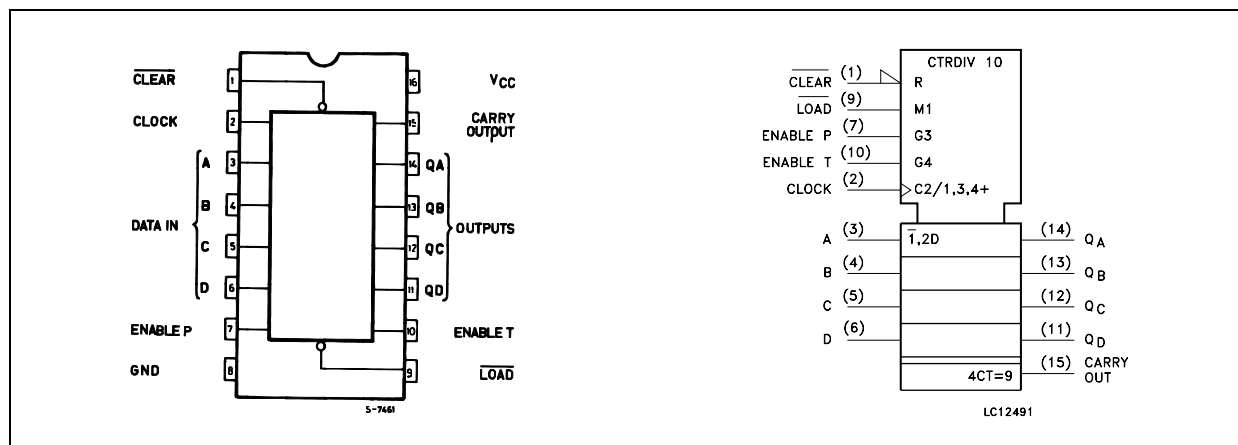 CLEAR 1 16 VCC
CLOCK 2 15 CARRY OUTPUT
A 3 14 QA
B 4 13 QB
DATA IN OUTPUTS
C 5 12 QC
D 6 11 QD
ENABLE P 7 10 ENABLE T
GND 8 9 LOAD
S-7461
CTRDIV 10
CLEAR (1) R
LOAD (9) M1
ENABLE P (7) G3
ENABLE T (10) G4
CLOCK (2) C2/1,3,4+
A (3) 1,2D (14) QA
B (4) (13) QB
C (5) (12) QC
D (6) (11) QD
4CT=9 (15) CARRY OUT
LC12491